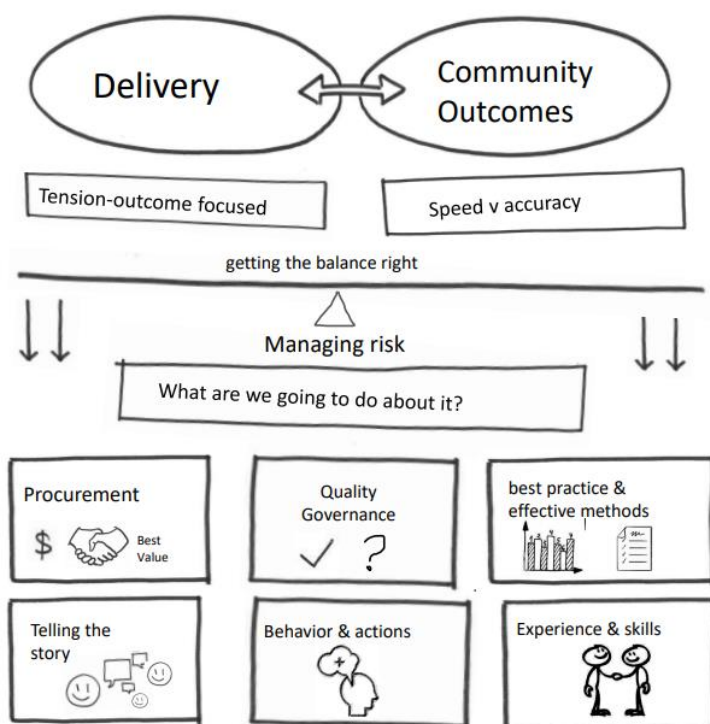 Delivery
Community
Outcomes
Tension-outcome focused
Speed v accuracy
getting the balance right
Managing risk
What are we going to do about it?
Procurement
$
Best
Value
Quality
Governance
?
best practice &
effective methods
Telling the
story
Behavior & actions
Experience & skills